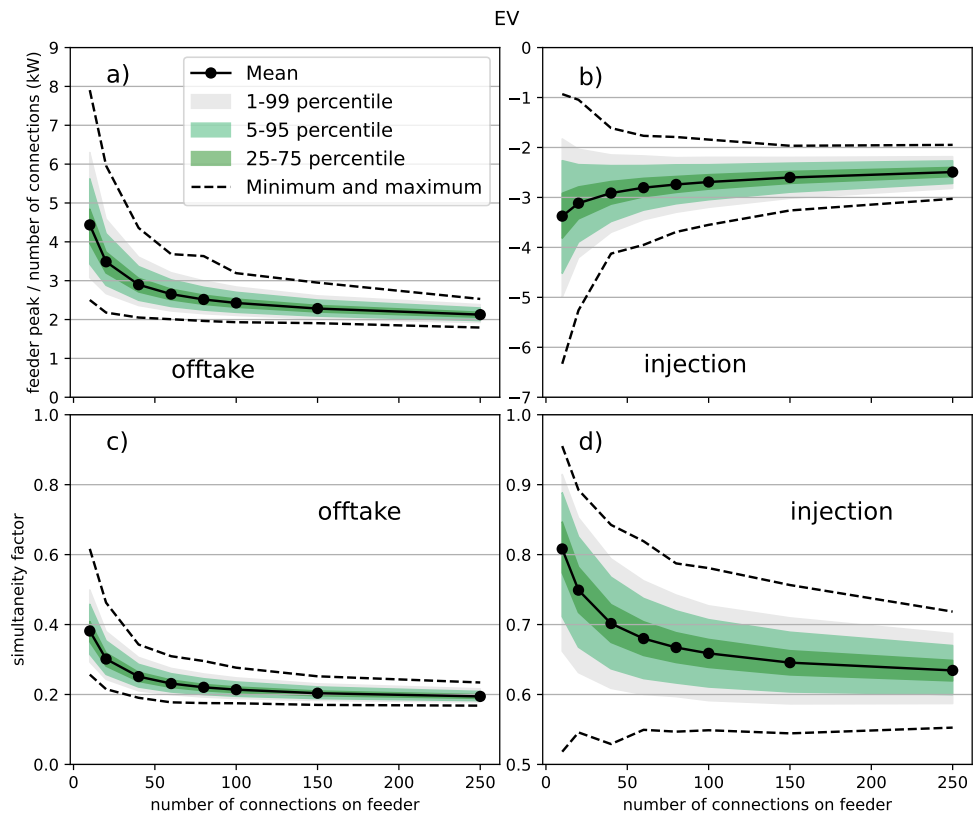 EV
feeder peak / number of connections (kW)
9
8
7
6
5
4
3
2
1
0
a)
Mean
1-99 percentile
5-95 percentile
25-75 percentile
Minimum and maximum
offtake
0
−1
−2
−3
−4
−5
−6
−7
b)
injection
simultaneity factor
1.0
0.8
0.6
0.4
0.2
0.0
c)
offtake
0 50 100 150 200 250
number of connections on feeder
1.0
0.9
0.8
0.7
0.6
0.5
d)
injection
0 50 100 150 200 250
number of connections on feeder